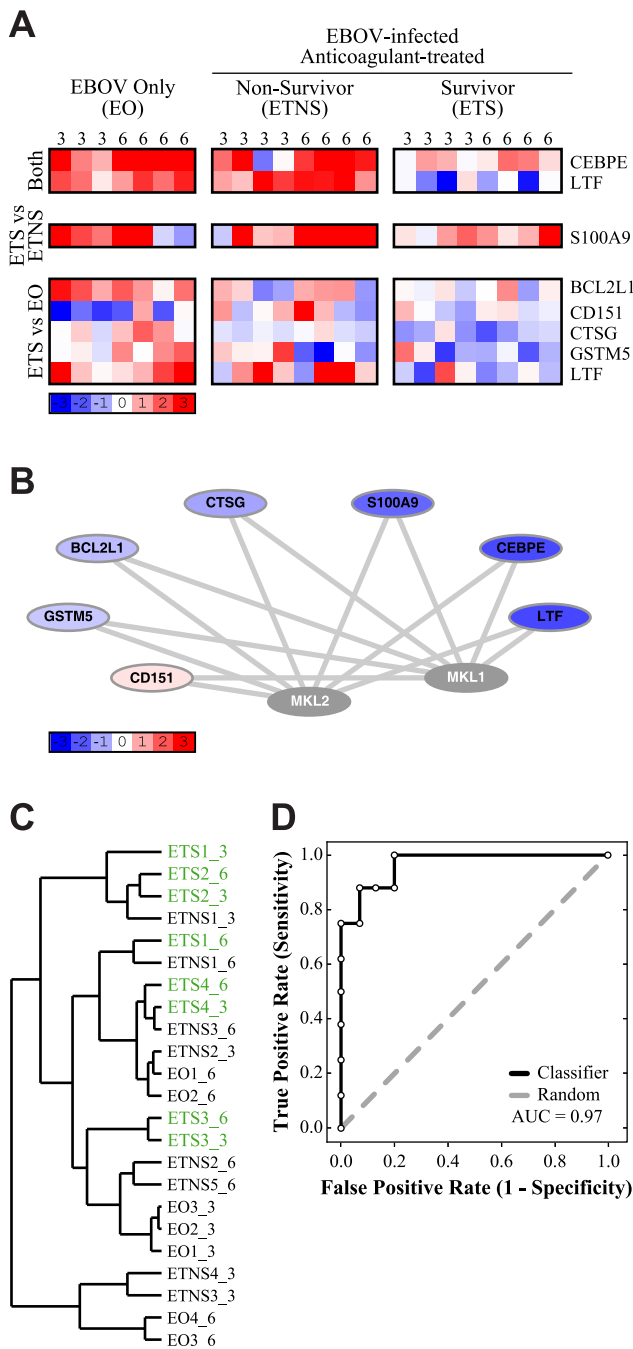 A
EBOV-infected
Anticoagulant-treated
EBOV Only
(EO)
Non-Survivor
(ETNS)
Survivor
(ETS)
3 3 3 6 6 6 6
3 3 3 3 6 6 6 6
3 3 3 3 6 6 6 6
Both
CEBPE
LTF
ETS vs
ETNS
S100A9
ETS vs EO
BCL2L1
CD151
CTSG
GSTM5
LTF
-3 -2 -1 0 1 2 3
B
CTSG
S100A9
BCL2L1
CEBPE
GSTM5
LTF
CD151
MKL1
MKL2
-3 -2 -1 0 1 2 3
C
ETS1_3
ETS2_6
ETS2_3
ETNS1_3
ETS1_6
ETNS1_6
ETS4_6
ETS4_3
ETNS3_6
ETNS2_3
EO1_6
EO2_6
ETS3_6
ETS3_3
ETNS2_6
ETNS5_6
EO3_3
EO2_3
EO1_3
ETNS4_3
ETNS3_3
EO4_6
EO3_6
D
True Positive Rate (Sensitivity)
1.0
0.8
0.6
0.4
0.2
0.0
Classifier
Random
AUC = 0.97
0.0 0.2 0.4 0.6 0.8 1.0
False Positive Rate (1 - Specificity)